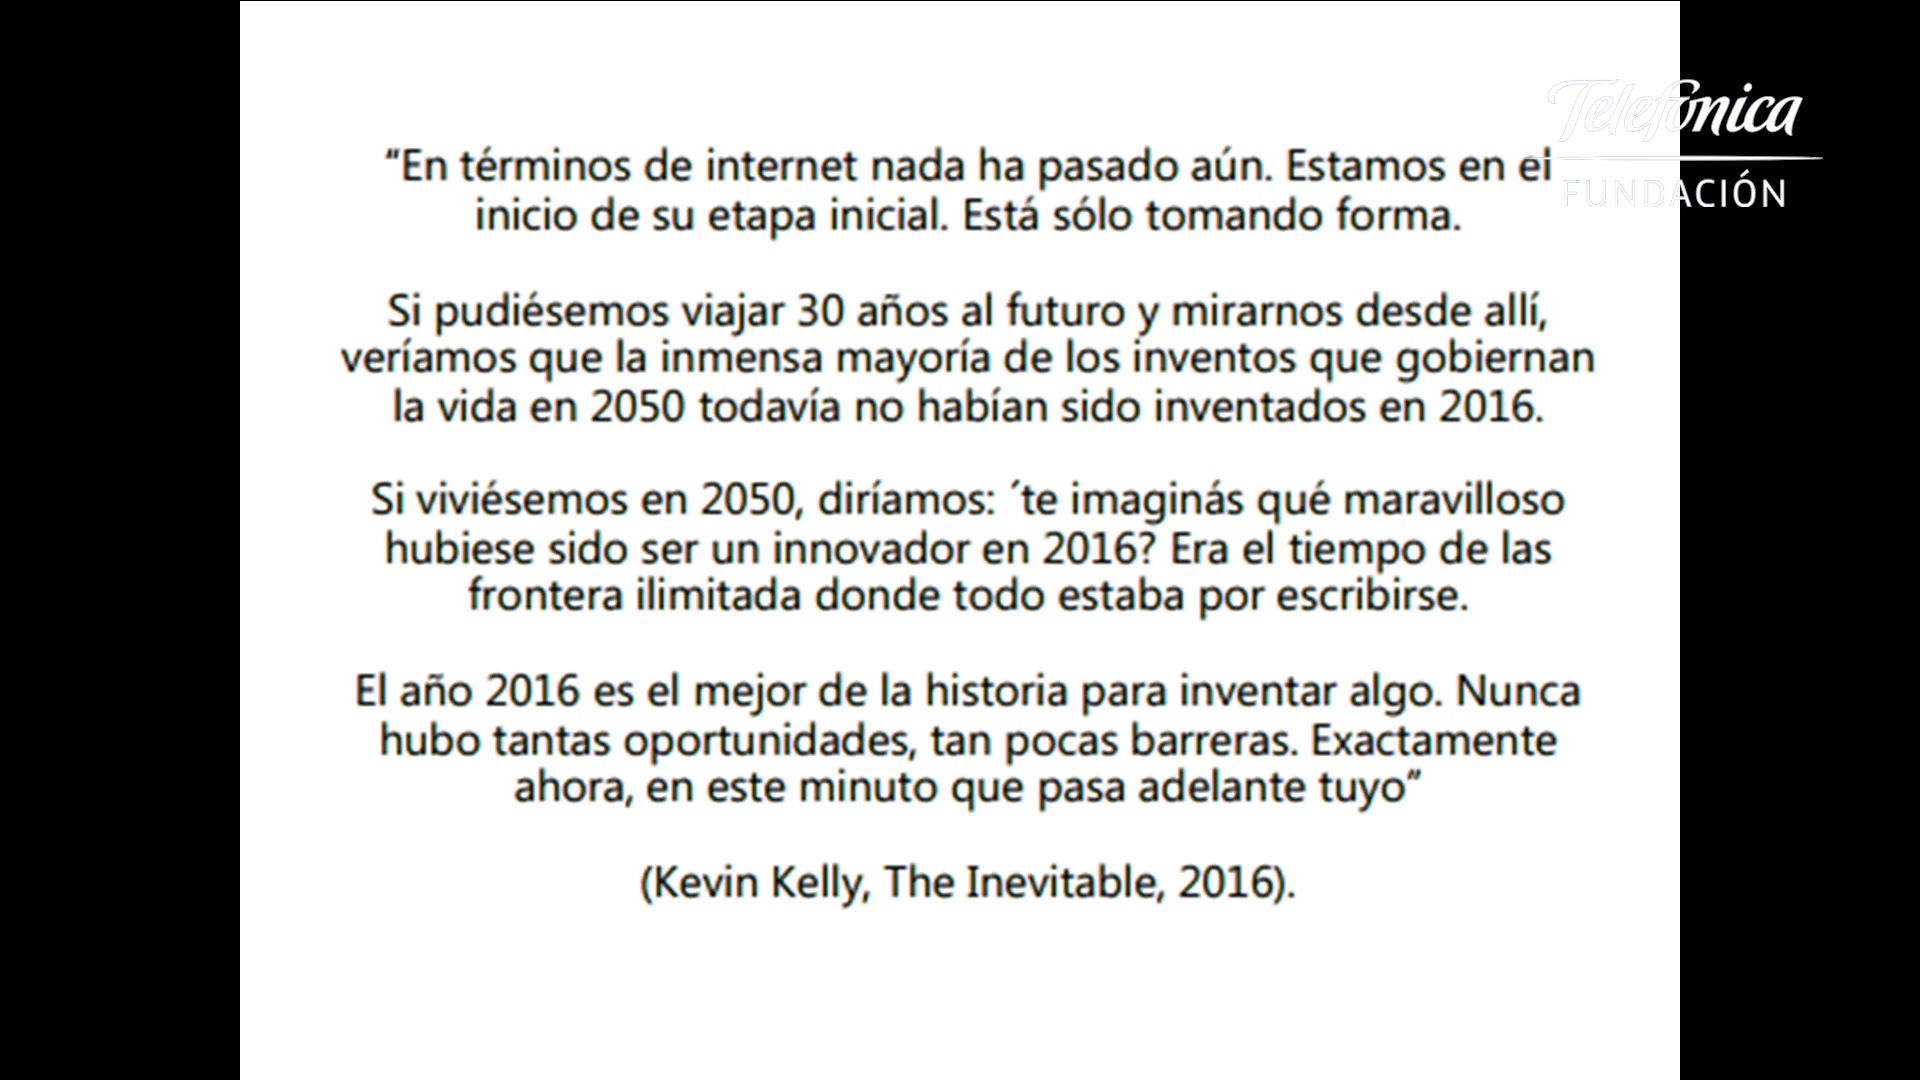 “En términos de internet nada ha pasado aún. Estamos en el
inicio de su etapa inicial. Está sólo tomando forma.
Si pudiésemos viajar 30 años al futuro y mirarnos desde allí,
veríamos que la inmensa mayoría de los inventos que gobiernan
la vida en 2050 todavía no habían sido inventados en 2016.
Si viviésemos en 2050, diríamos: ´te imaginás qué maravilloso
hubiese sido ser un innovador en 2016? Era el tiempo de las
frontera ilimitada donde todo estaba por escribirse.
El año 2016 es el mejor de la historia para inventar algo. Nunca
hubo tantas oportunidades, tan pocas barreras. Exactamente
ahora, en este minuto que pasa adelante tuyo”
(Kevin Kelly, The Inevitable, 2016).
Telefónica
FUNDACIÓN